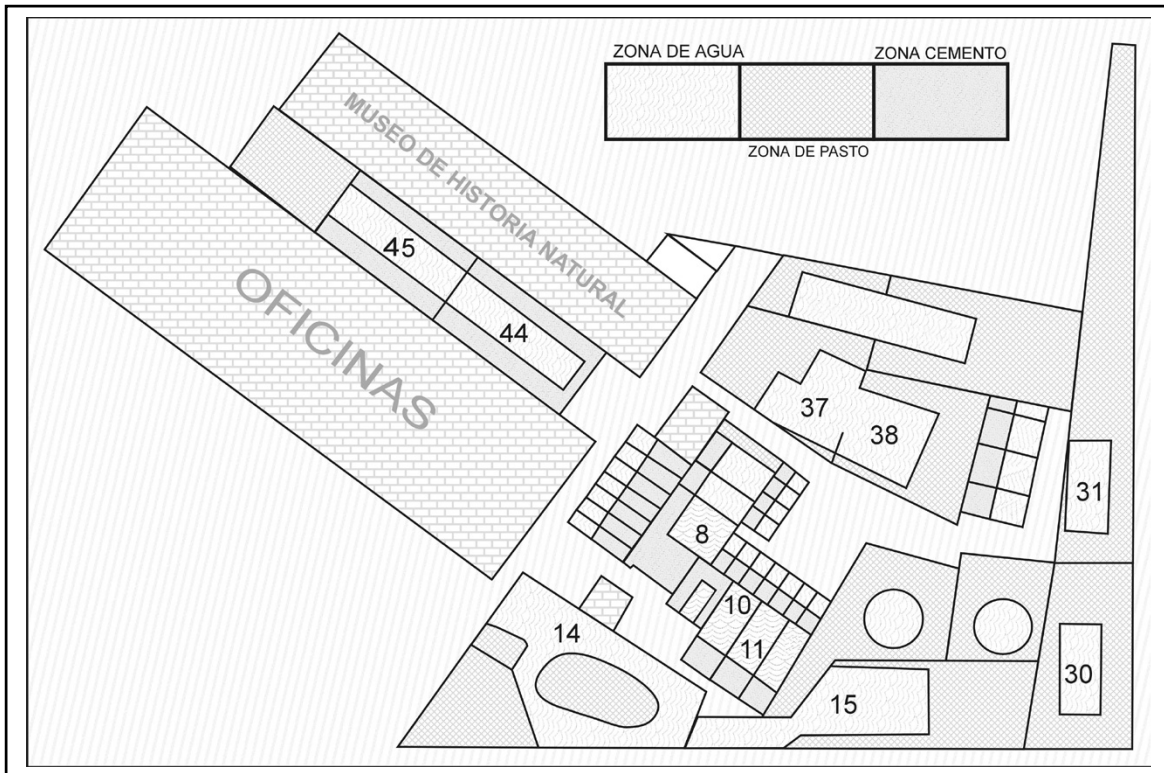 ZONA DE AGUA
ZONA CEMENTO
ZONA DE PASTO
MUSEO DE HISTORIA NATURAL
OFICINAS
45
44
37
38
31
8
10
11
14
15
30